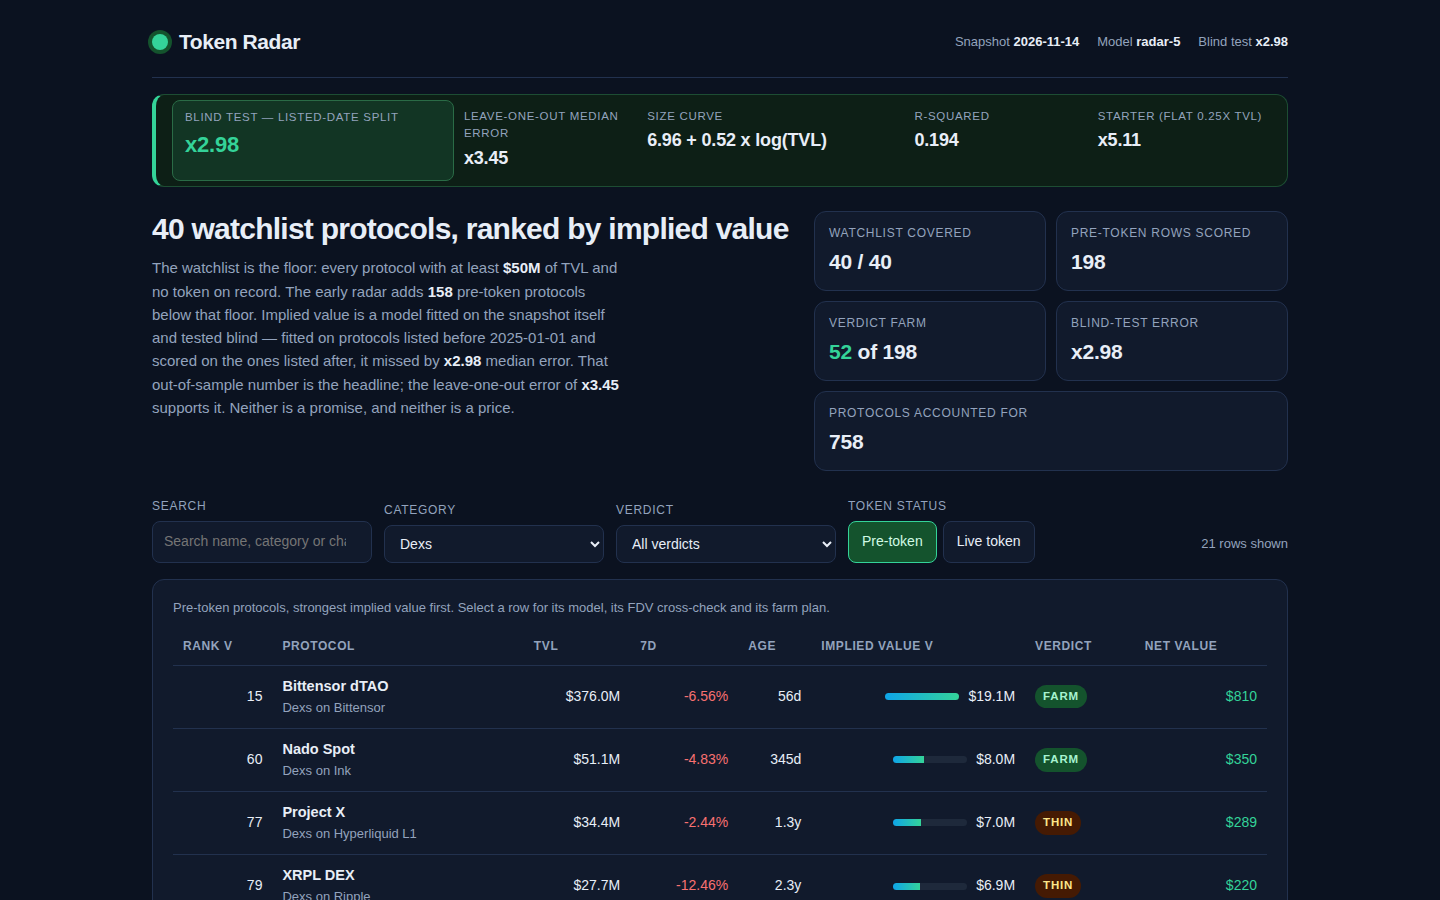 Token Radar
Snapshot 2026-11-14 Model radar-5 Blind test x2.98
BLIND TEST — LISTED-DATE SPLIT
x2.98
LEAVE-ONE-OUT MEDIAN
ERROR
x3.45
SIZE CURVE
6.96 + 0.52 x log(TVL)
R-SQUARED
0.194
STARTER (FLAT 0.25X TVL)
x5.11
40 watchlist protocols, ranked by implied value
The watchlist is the floor: every protocol with at least $50M of TVL and
no token on record. The early radar adds 158 pre-token protocols
below that floor. Implied value is a model fitted on the snapshot itself
and tested blind — fitted on protocols listed before 2025-01-01 and
scored on the ones listed after, it missed by x2.98 median error. That
out-of-sample number is the headline; the leave-one-out error of x3.45
supports it. Neither is a promise, and neither is a price.
WATCHLIST COVERED
40 / 40
PRE-TOKEN ROWS SCORED
198
VERDICT FARM
52 of 198
BLIND-TEST ERROR
x2.98
PROTOCOLS ACCOUNTED FOR
758
SEARCH
Search name, category or cha
CATEGORY
Dexs
VERDICT
All verdicts
TOKEN STATUS
Pre-token Live token
21 rows shown
Pre-token protocols, strongest implied value first. Select a row for its model, its FDV cross-check and its farm plan.
RANK V PROTOCOL TVL 7D AGE IMPLIED VALUE V VERDICT NET VALUE
15 Bittensor dTAO $376.0M -6.56% 56d $19.1M FARM $810
Dexs on Bittensor
60 Nado Spot $51.1M -4.83% 345d $8.0M FARM $350
Dexs on Ink
77 Project X $34.4M -2.44% 1.3y $7.0M THIN $289
Dexs on Hyperliquid L1
79 XRPL DEX $27.7M -12.46% 2.3y $6.9M THIN $220
Dexs on Ripple